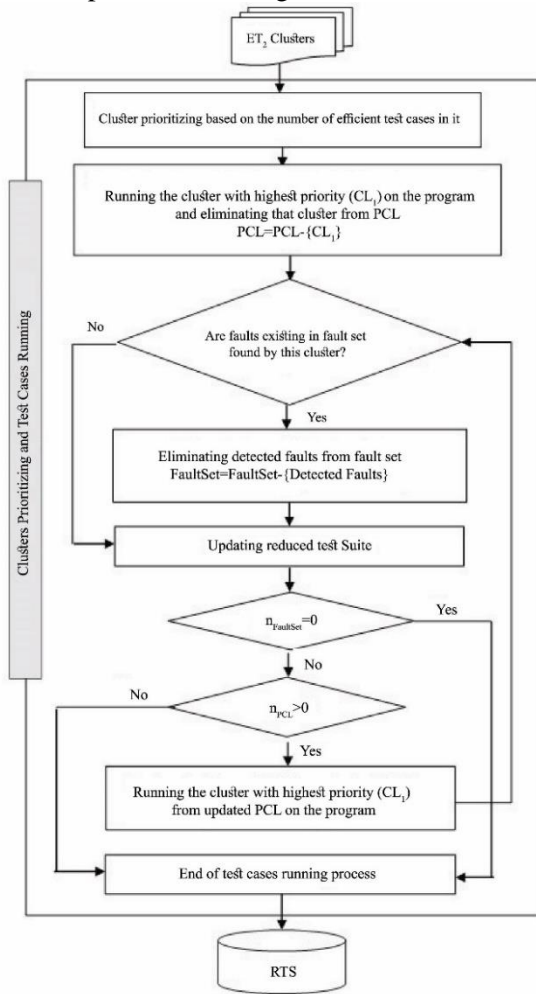 ET2 Clusters
Cluster prioritizing based on the number of efficient test cases in it
Running the cluster with highest priority (CL1) on the program
and eliminating that cluster from PCL
PCL=PCL-{CL1}
Clusters Prioritizing and Test Cases Running
No
Are faults existing in fault set
found by this cluster?
Yes
Eliminating detected faults from fault set
FaultSet=FaultSet-{Detected Faults}
Updating reduced test Suite
nFaultSet=0
Yes
No
No
nPCL>0
Yes
Running the cluster with highest priority (CL1)
from updated PCL on the program
End of test cases running process
RTS